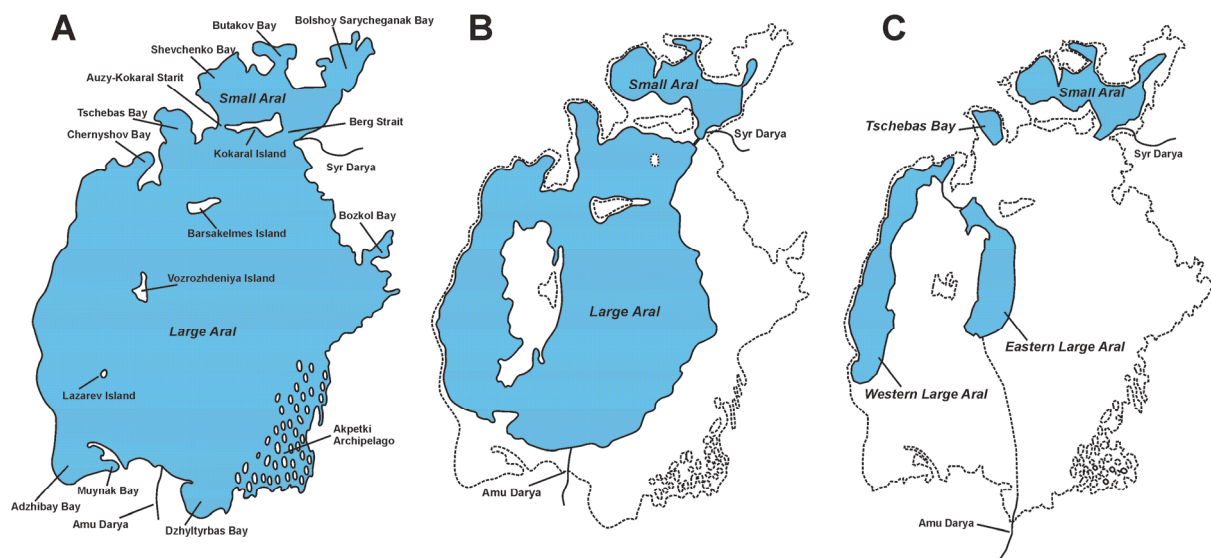 A
Butakov Bay
Bolshoy Sarycheganak Bay
Shevchenko Bay
Auzy-Kokaral Starit
Small Aral
Tschebas Bay
Berg Strait
Chernyshov Bay
Kokaral Island
Syr Darya
Barsakelmes Island
Bozkol Bay
Vozrozhdeniya Island
Large Aral
Lazarev Island
Akpetki
Archipelago
Muynak Bay
Adzhibay Bay
Amu Darya
Dzhyltyrbas Bay
B
Small Aral
Syr Darya
Large Aral
Amu Darya
C
Small Aral
Tschebas Bay
Syr Darya
Eastern Large Aral
Western Large Aral
Amu Darya